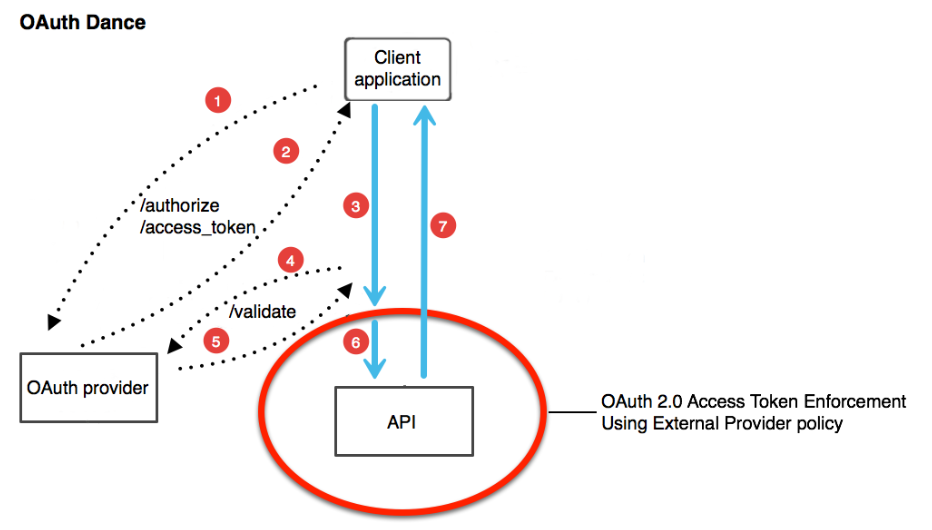 OAuth Dance
Client
application
1
2
/authorize
/access_token
3
7
4
/validate
5
6
OAuth provider
API
OAuth 2.0 Access Token Enforcement
Using External Provider policy